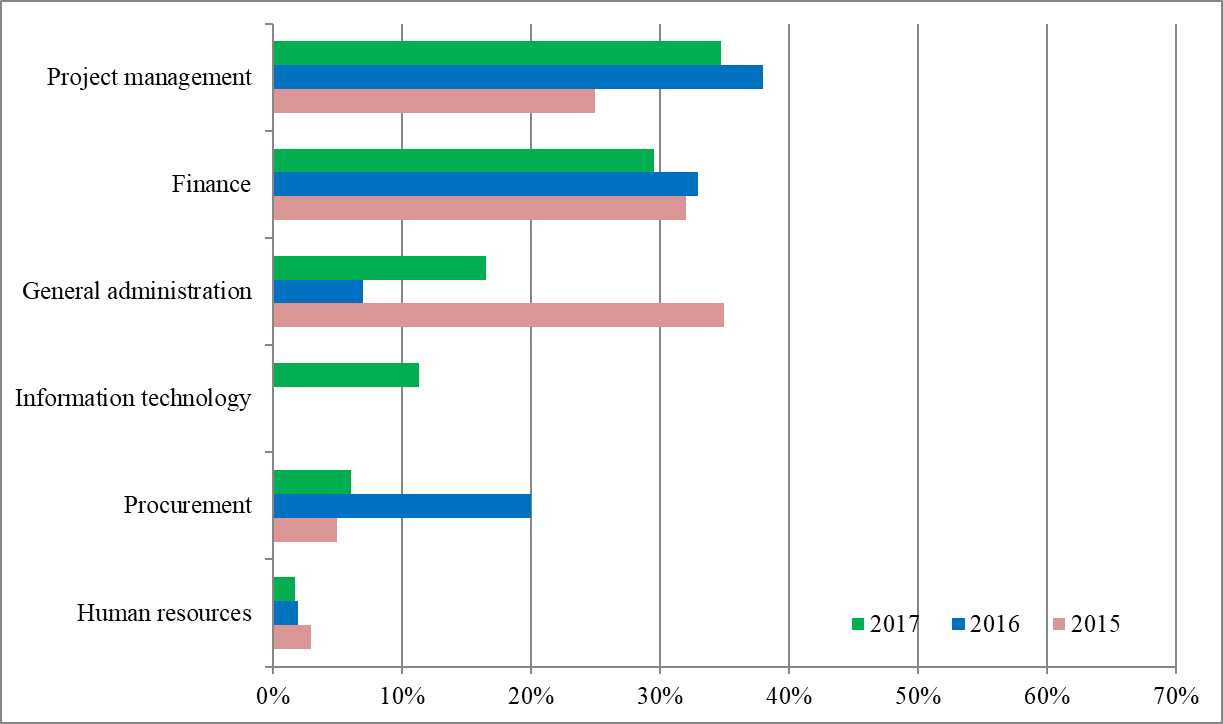 Project management
Finance
General administration
Information technology
Procurement
Human resources
2017 2016 2015
0% 10% 20% 30% 40% 50% 60% 70%